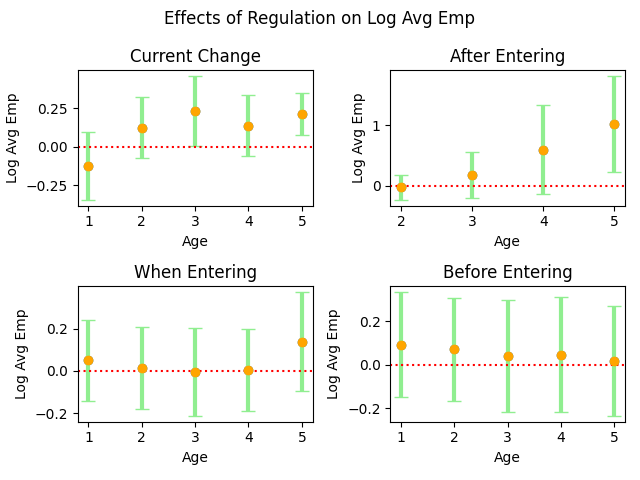 Effects of Regulation on Log Avg Emp
Current Change
Log Avg Emp
0.25
0.00
−0.25
1 2 3 4 5
Age
After Entering
Log Avg Emp
1
0
2 3 4 5
Age
When Entering
Log Avg Emp
0.2
0.0
−0.2
1 2 3 4 5
Age
Before Entering
Log Avg Emp
0.2
0.0
−0.2
1 2 3 4 5
Age